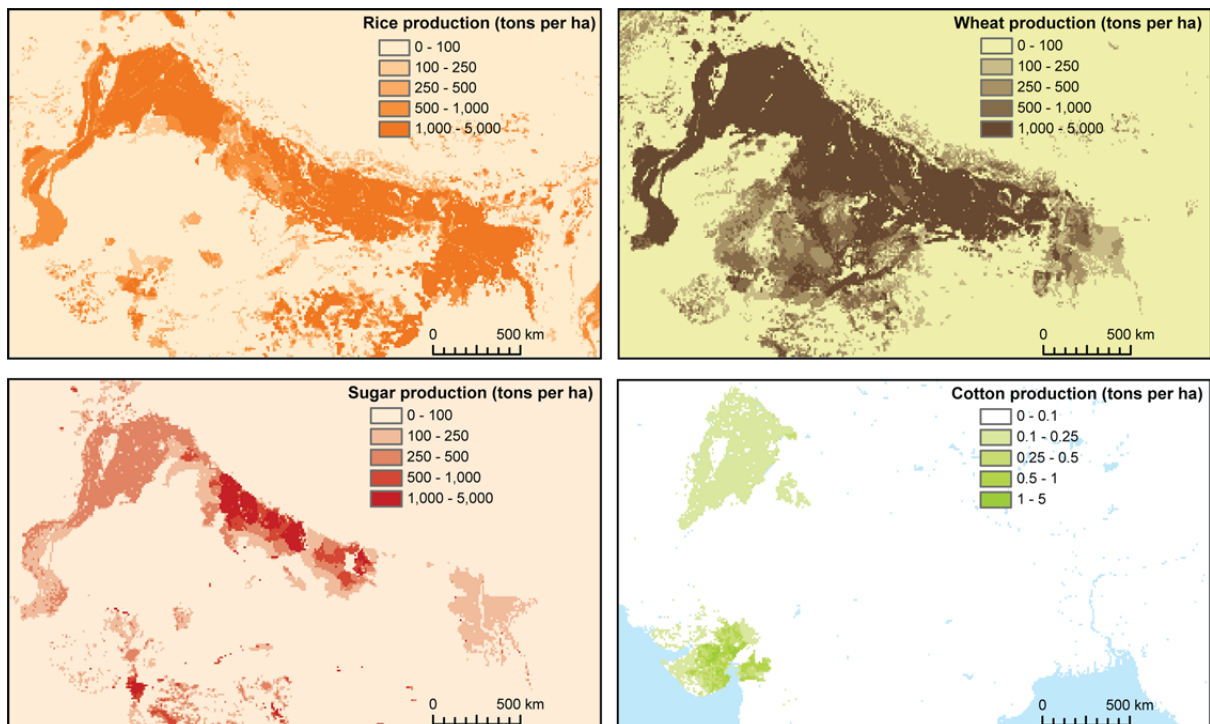 Rice production (tons per ha)
0 - 100
100 - 250
250 - 500
500 - 1,000
1,000 - 5,000
0 500 km
Wheat production (tons per ha)
0 - 100
100 - 250
250 - 500
500 - 1,000
1,000 - 5,000
0 500 km
Sugar production (tons per ha)
0 - 100
100 - 250
250 - 500
500 - 1,000
1,000 - 5,000
0 500 km
Cotton production (tons per ha)
0 - 0.1
0.1 - 0.25
0.25 - 0.5
0.5 - 1
1 - 5
0 500 km